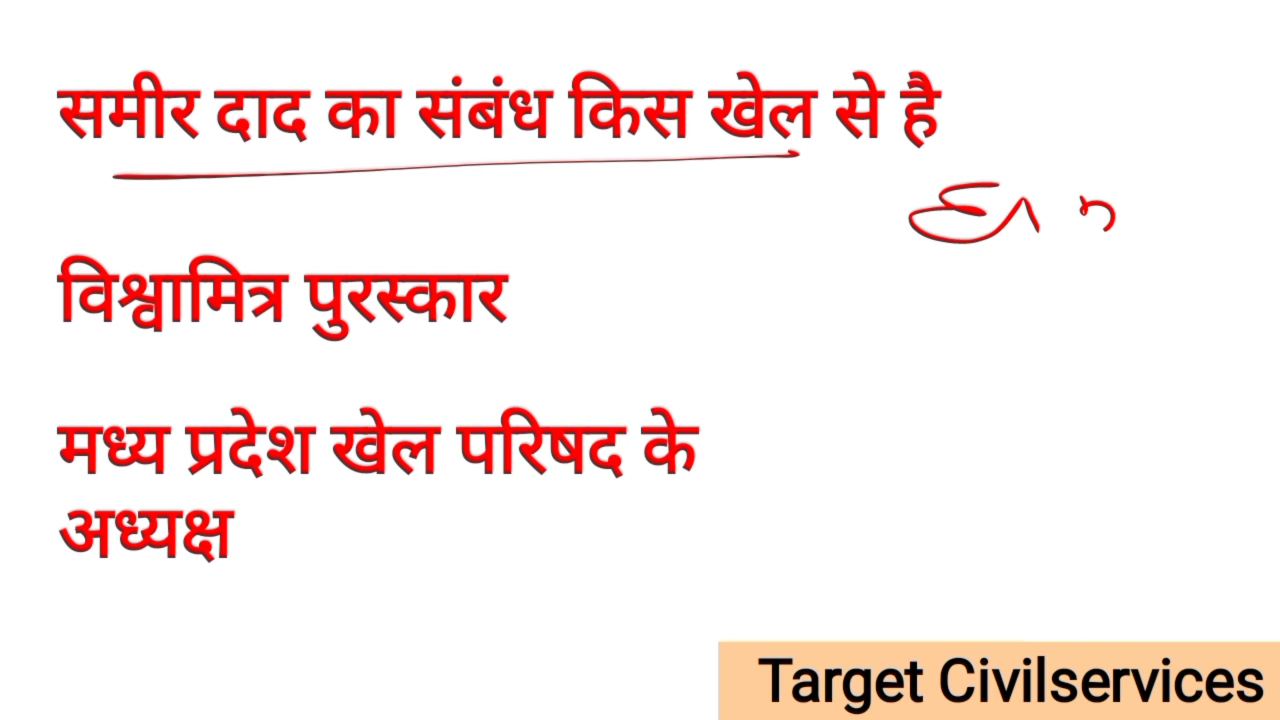 समीर दाद का संबंध किस खेल से है
विश्वामित्र पुरस्कार
मध्य प्रदेश खेल परिषद के
अध्यक्ष
Target Civilservices